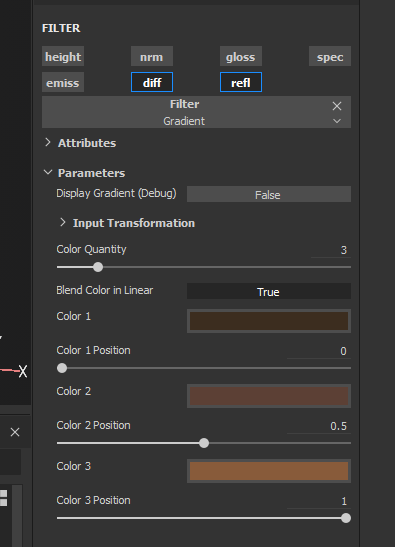 FILTER
height nrm gloss spec
emiss diff refl
Filter
Gradient
Attributes
Parameters
Display Gradient (Debug) False
Input Transformation
Color Quantity 3
Blend Color in Linear True
Color 1
Color 1 Position 0
X
Color 2
Color 2 Position 0.5
Color 3
Color 3 Position 1